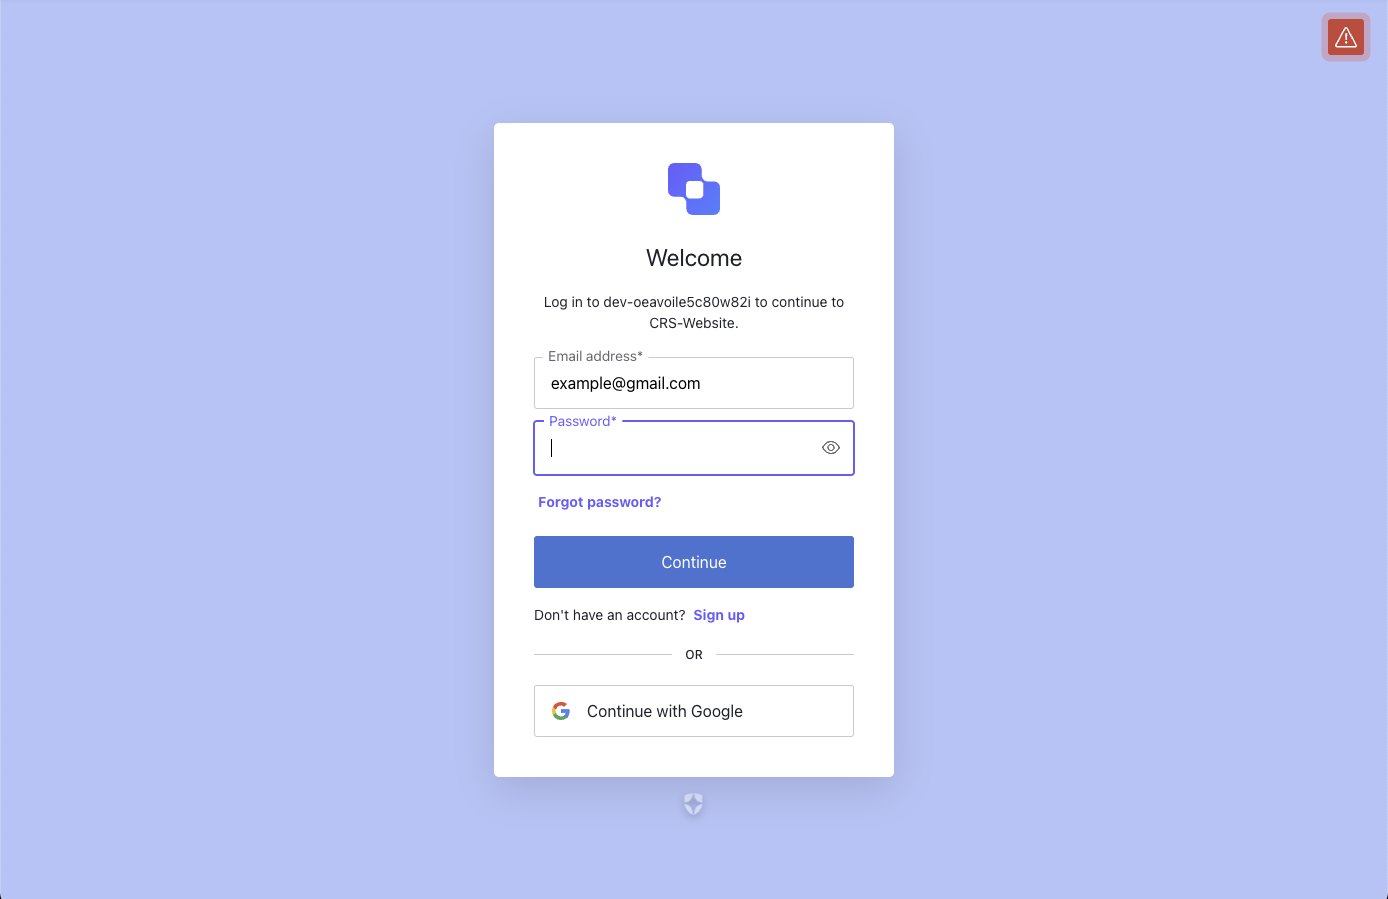 Welcome
Log in to dev-oeavoile5c80w82i to continue to
CRS-Website.
Email address*
example@gmail.com
Password*
Forgot password?
Continue
Don't have an account? Sign up
OR
Continue with Google